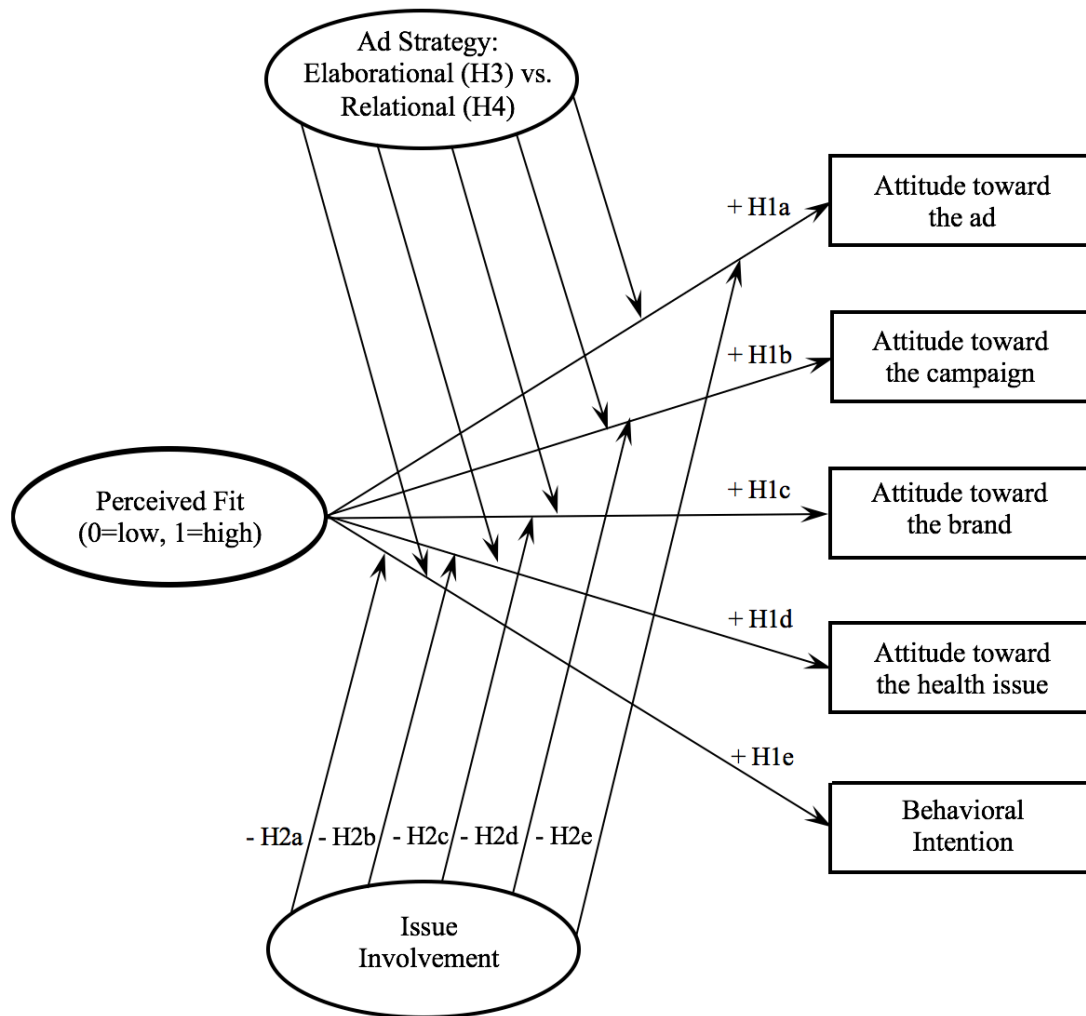 Ad Strategy:
Elaborational (H3) vs.
Relational (H4)
Attitude toward
the ad
+ H1a
Attitude toward
the campaign
+ H1b
Perceived Fit
(0=low, 1=high)
Attitude toward
the brand
+ H1c
Attitude toward
the health issue
+ H1d
Behavioral
Intention
+ H1e
- H2a
- H2b
- H2c
- H2d
- H2e
Issue
Involvement